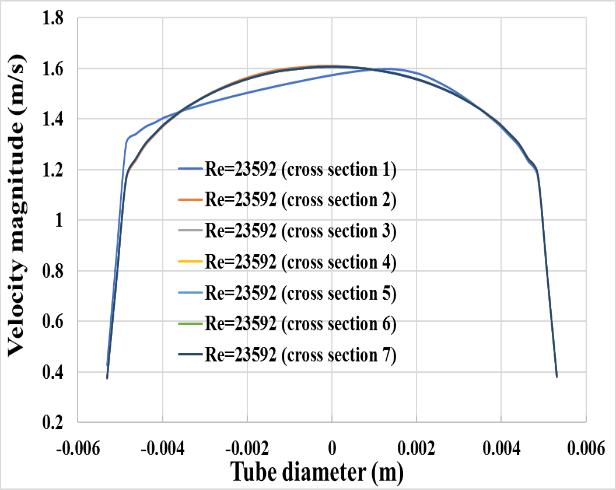 Velocity magnitude (m/s)
1.8
1.6
1.4
1.2
1
0.8
0.6
0.4
0.2
Re=23592 (cross section 1)
Re=23592 (cross section 2)
Re=23592 (cross section 3)
Re=23592 (cross section 4)
Re=23592 (cross section 5)
Re=23592 (cross section 6)
Re=23592 (cross section 7)
-0.006 -0.004 -0.002 0 0.002 0.004 0.006
Tube diameter (m)